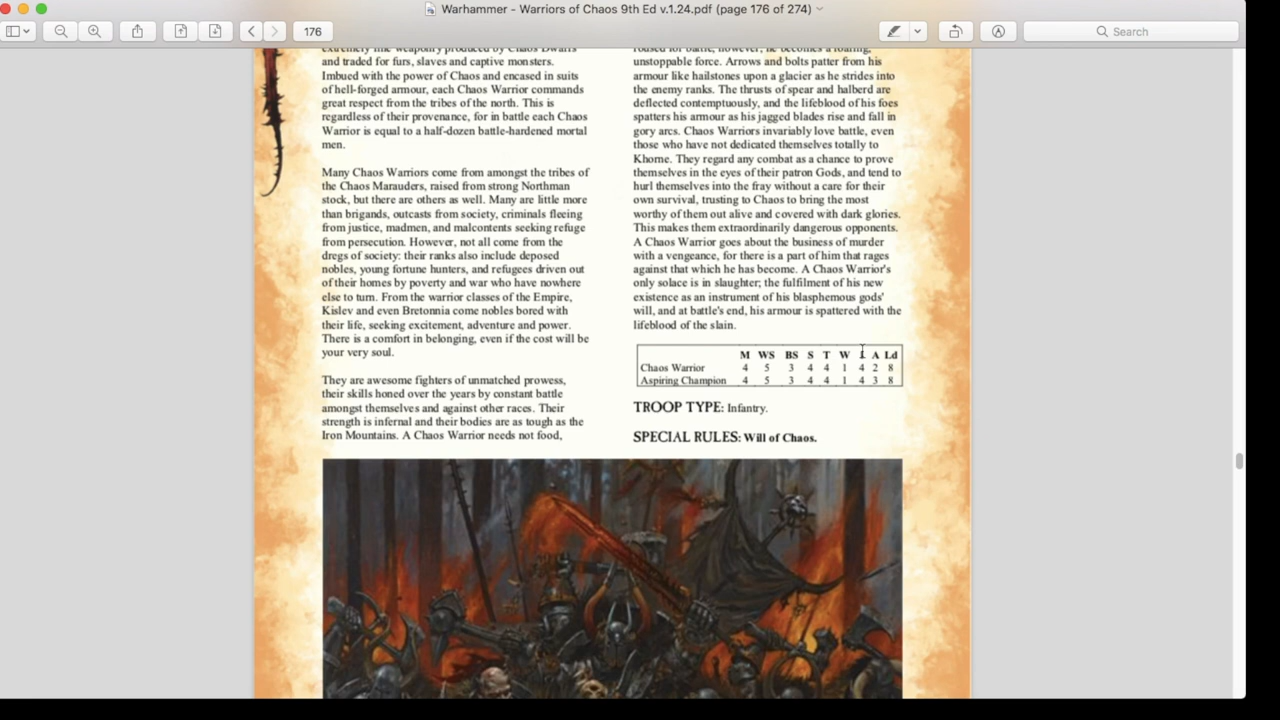 Warhammer - Warriors of Chaos 9th Ed v.1.24.pdf (page 176 of 274)
176
Search
extremely fine weaponry produced by Chaos Dwarfs
and traded for furs, slaves and captive monsters.
Imbued with the power of Chaos and encased in suits
of hell-forged armour, each Chaos Warrior commands
great respect from the tribes of the north. This is
regardless of their provenance, for in battle each Chaos
Warrior is equal to a half-dozen battle-hardened mortal
men.
Many Chaos Warriors come from amongst the tribes of
the Chaos Marauders, raised from strong Northman
stock, but there are others as well. Many are little more
than brigands, outcasts from society, criminals fleeing
from justice, madmen, and malcontents seeking refuge
from persecution. However, not all come from the
dregs of society: their ranks also include deposed
nobles, young fortune hunters, and refugees driven out
of their homes by poverty and war who have nowhere
else to turn. From the warrior classes of the Empire,
Kislev and even Bretonnia come nobles bored with
their life, seeking excitement, adventure and power.
There is a comfort in belonging, even if the cost will be
your very soul.
They are awesome fighters of unmatched prowess,
their skills honed over the years by constant battle
amongst themselves and against other races. Their
strength is infernal and their bodies are as tough as the
Iron Mountains. A Chaos Warrior needs not food,
roused for battle, however, he becomes a roaring,
unstoppable force. Arrows and bolts patter from his
armour like hailstones upon a glacier as he strides into
the enemy ranks. The thrusts of spear and halberd are
deflected contemptuously, and the lifeblood of his foes
spatters his armour as his jagged blades rise and fall in
gory arcs. Chaos Warriors invariably love battle, even
those who have not dedicated themselves totally to
Khorne. They regard any combat as a chance to prove
themselves in the eyes of their patron Gods, and tend to
hurl themselves into the fray without a care for their
own survival, trusting to Chaos to bring the most
worthy of them out alive and covered with dark glories.
This makes them extraordinarily dangerous opponents.
A Chaos Warrior goes about the business of murder
with a vengeance, for there is a part of him that rages
against that which he has become. A Chaos Warrior's
only solace is in slaughter; the fulfilment of his new
existence as an instrument of his blasphemous gods'
will, and at battle's end, his armour is spattered with the
lifeblood of the slain.
M WS BS S T W I A Ld
Chaos Warrior 4 5 3 4 4 1 4 2 8
Aspiring Champion 4 5 3 4 4 1 4 3 8
TROOP TYPE: Infantry.
SPECIAL RULES: Will of Chaos.